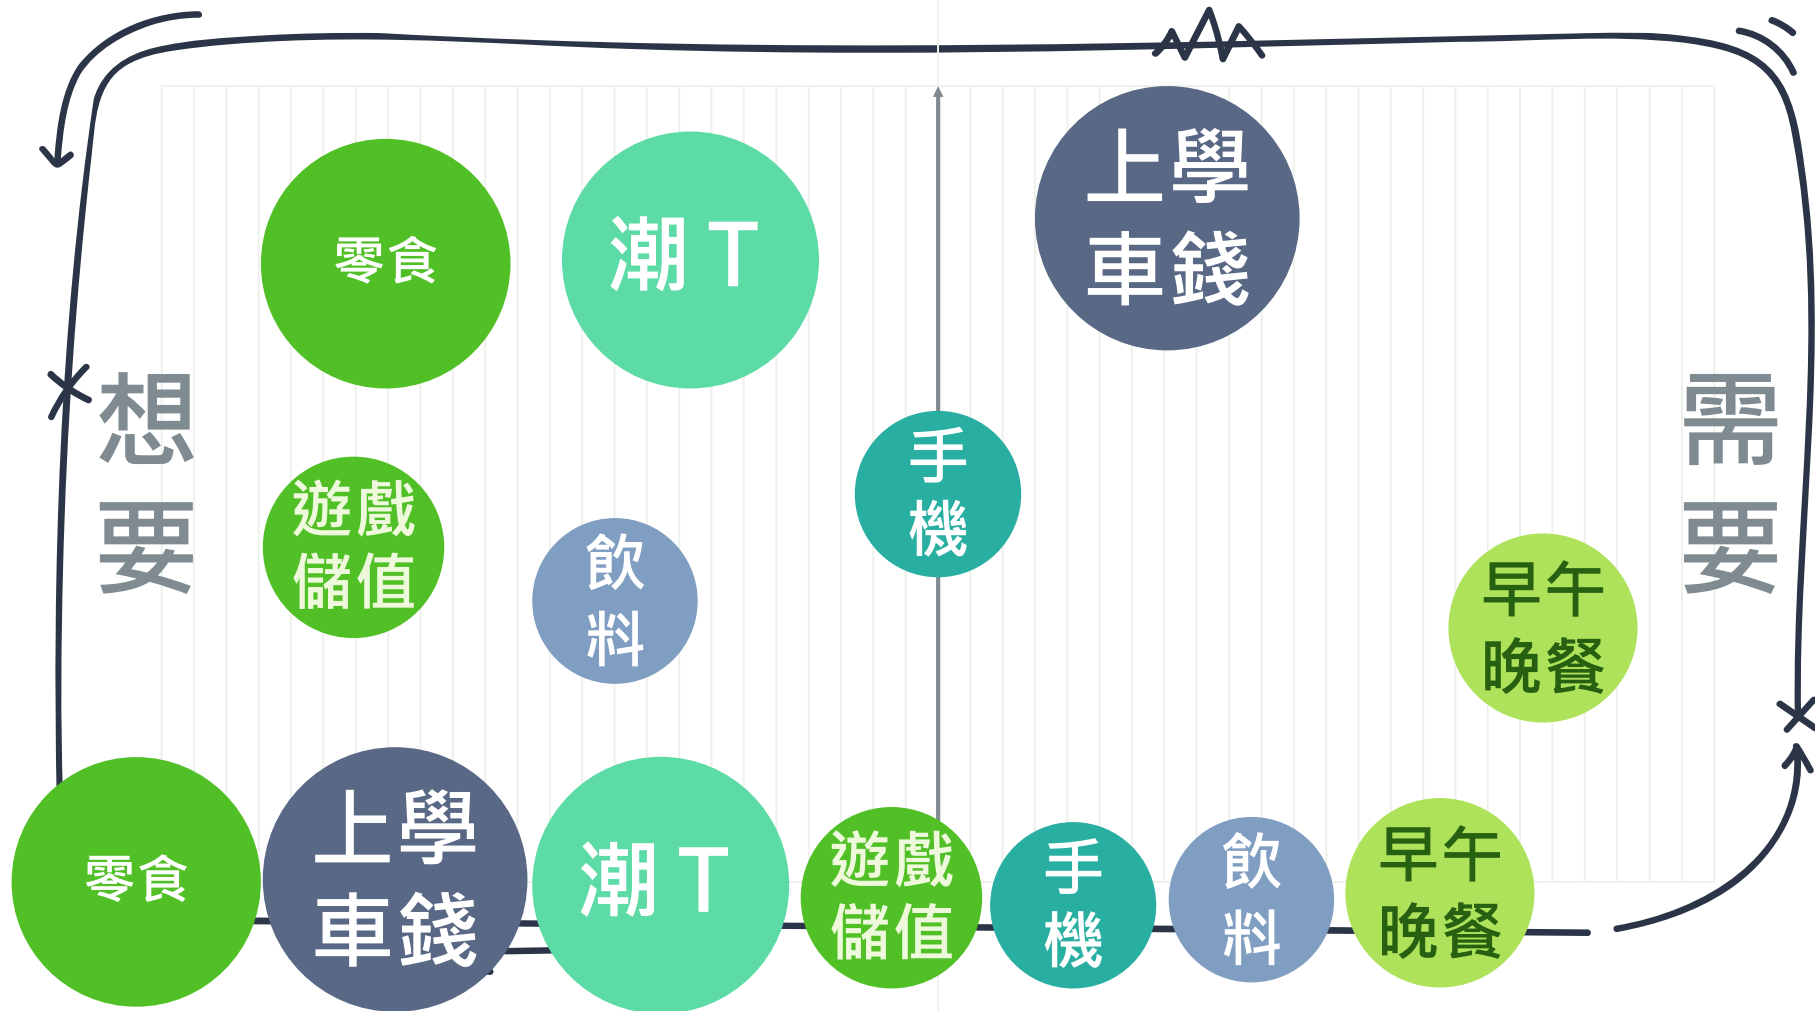 零食
潮T
上學
車錢
想
要
需
要
手
機
遊戲
儲值
飲
料
早午
晚餐
零食
上學
車錢
潮T
遊戲
儲值
手
機
飲
料
早午
晚餐